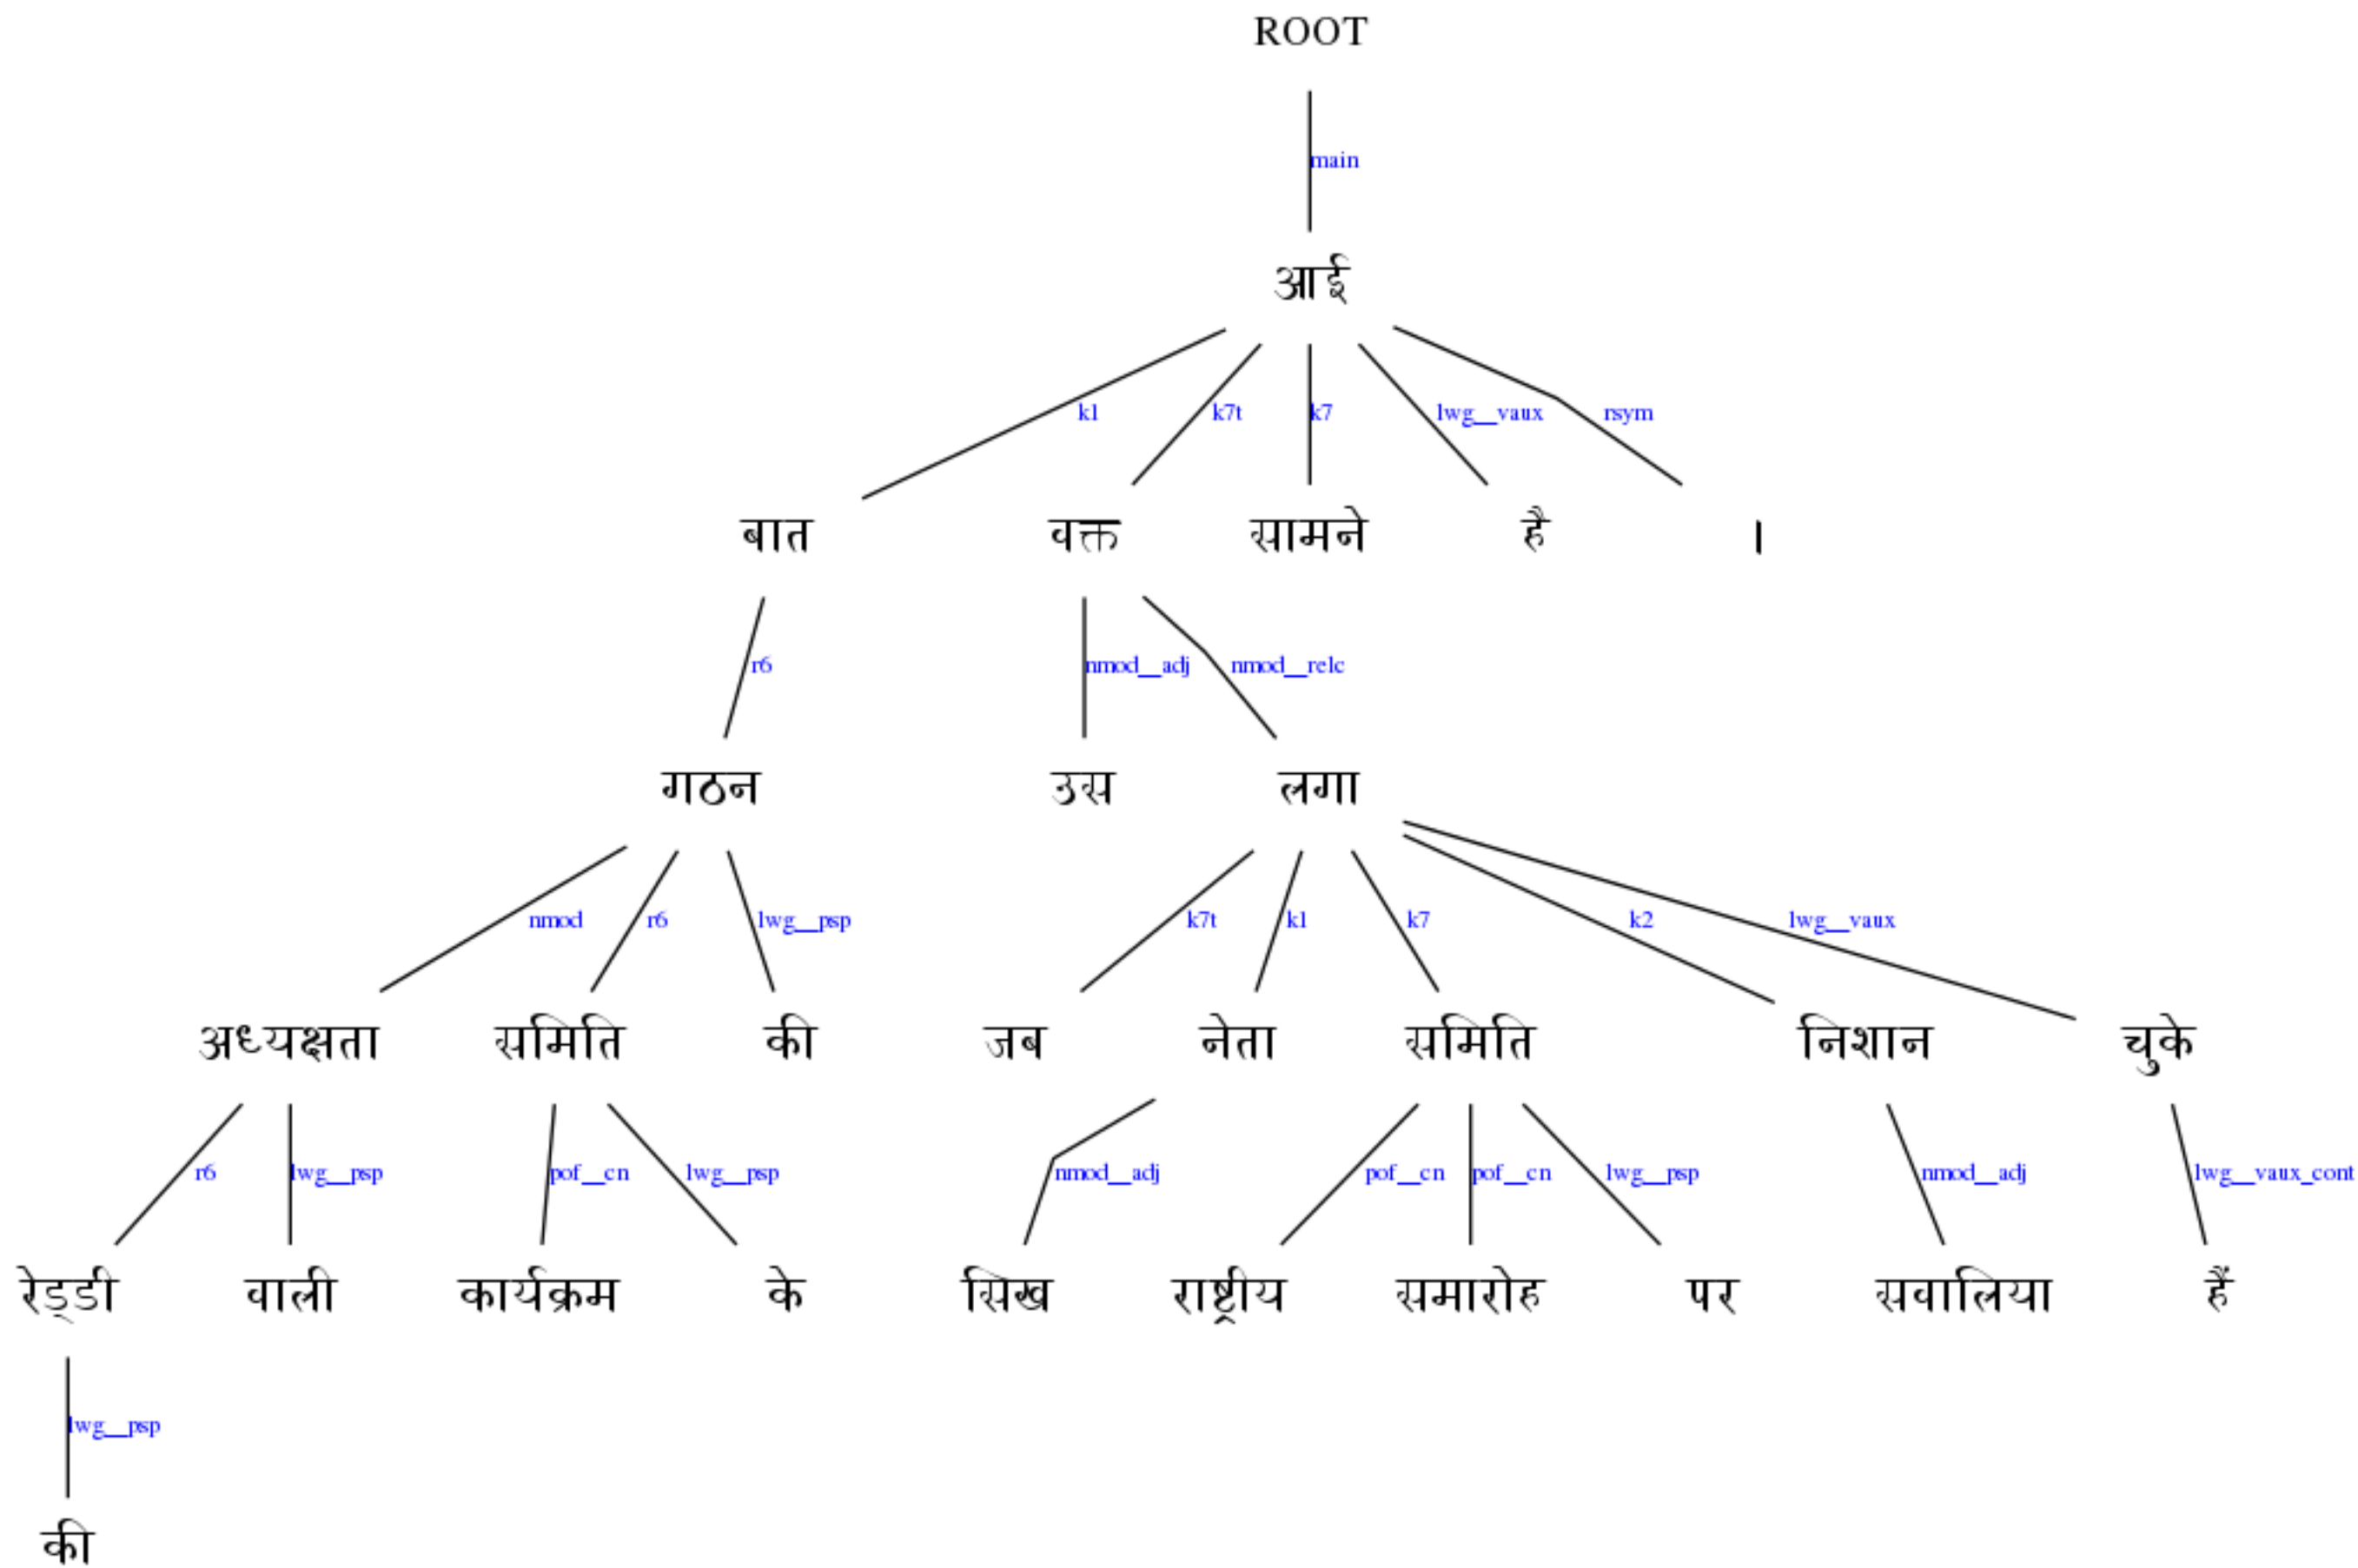 ROOT
main
आई
k1 k7t k7 lwg__vaux rsym
बात वक्त सामने है ।
r6 nmod__adj nmod__relc
गठन उस लगा
nmod r6 lwg__psp k7t k1 k7 k2 lwg__vaux
अध्यक्षता समिति की जब नेता समिति निशान चुके
r6 lwg__psp pof__cn lwg__psp nmod__adj pof__cn pof__cn lwg__psp nmod__adj lwg__vaux_cont
रेड्डी वाली कार्यक्रम के सिख राष्ट्रीय समारोह पर सवालिया हैं
lwg__psp
की